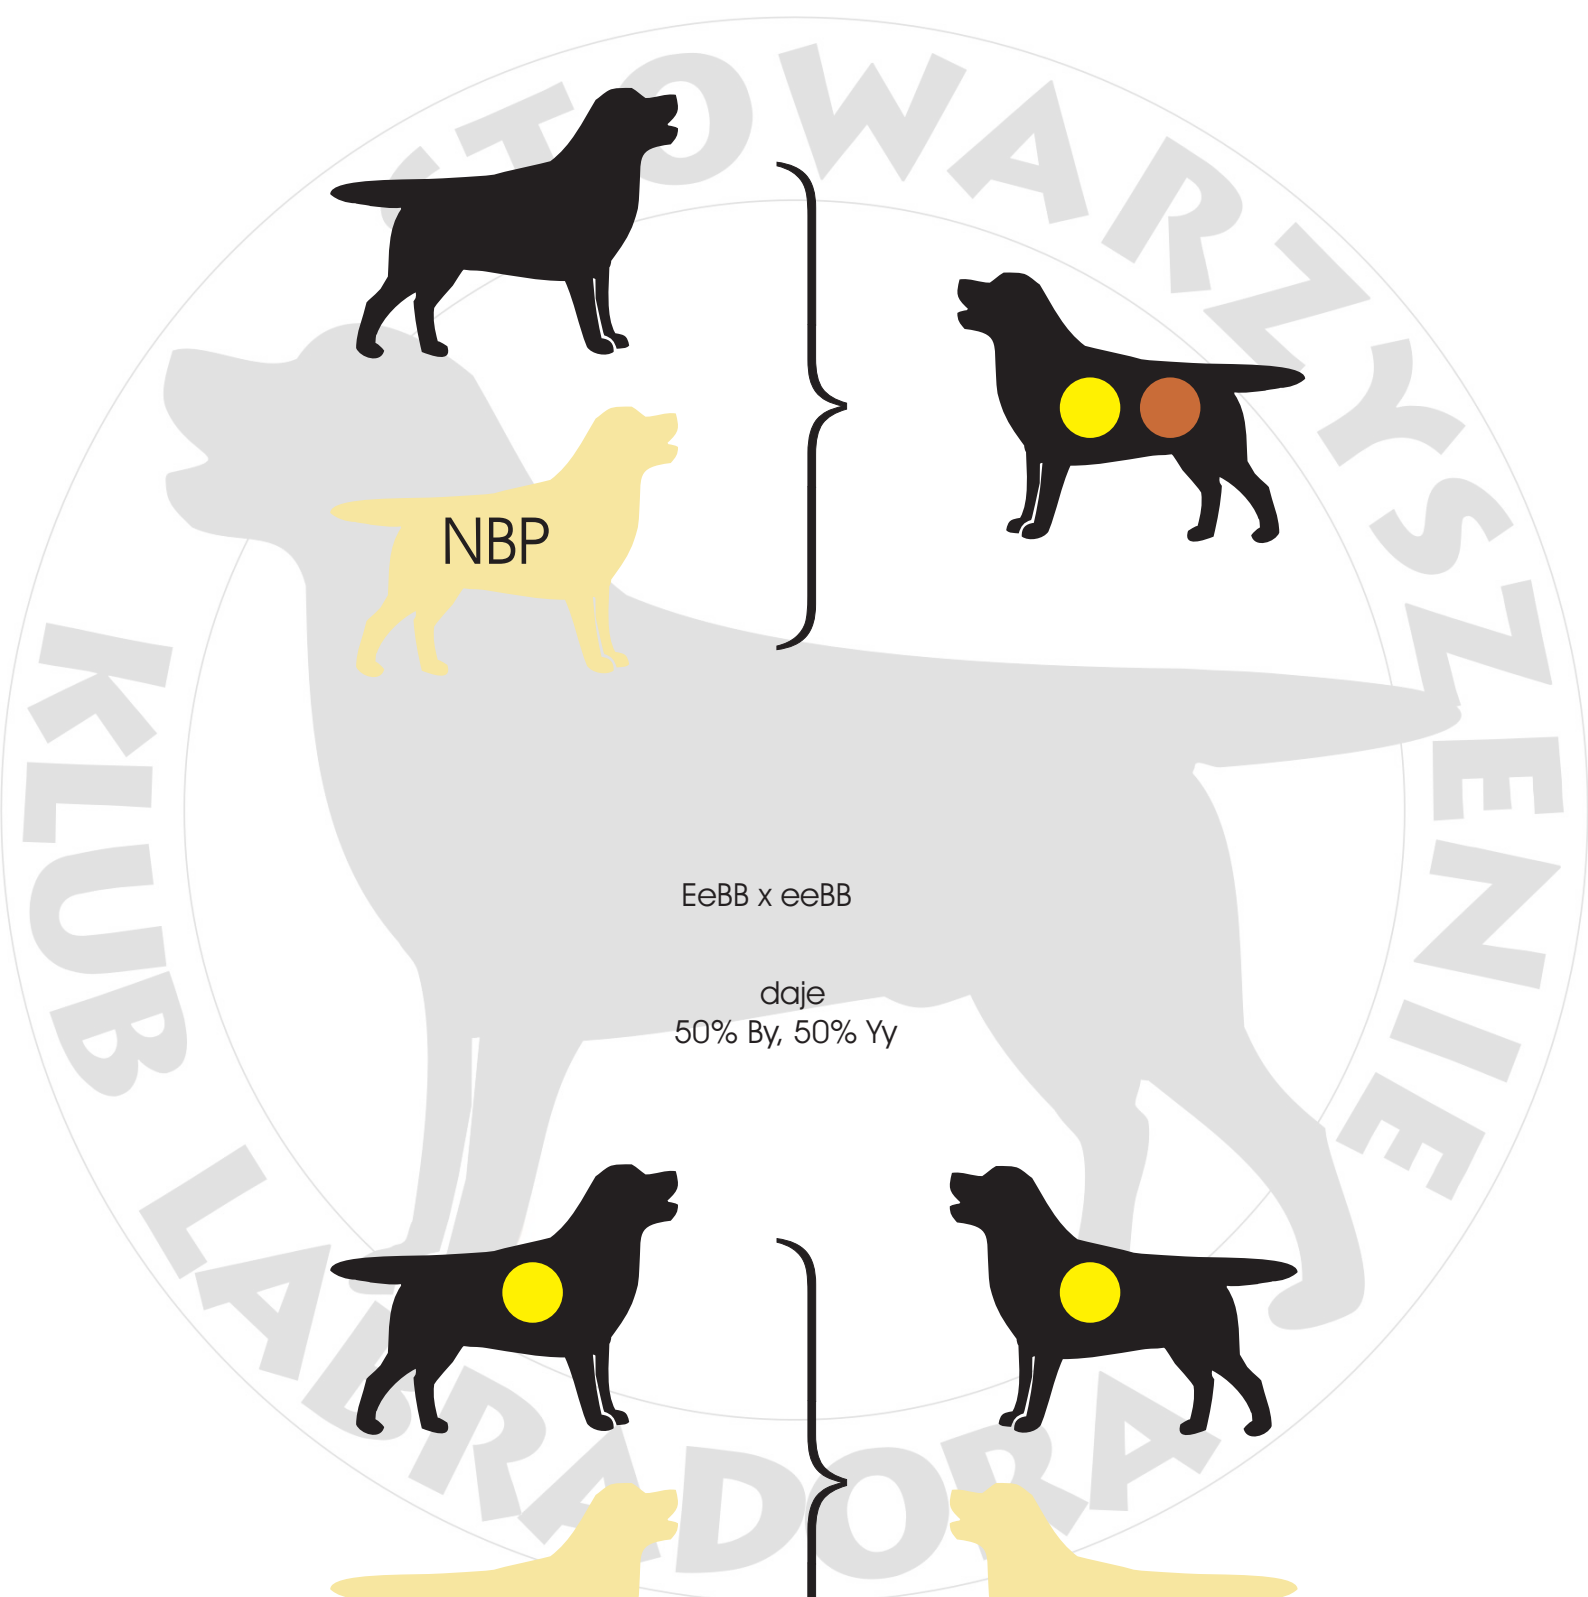 STOWARZYSZENIE
KLUB LABRADORA
NBP
EeBB x eeBB
daje
50% By, 50% Yy